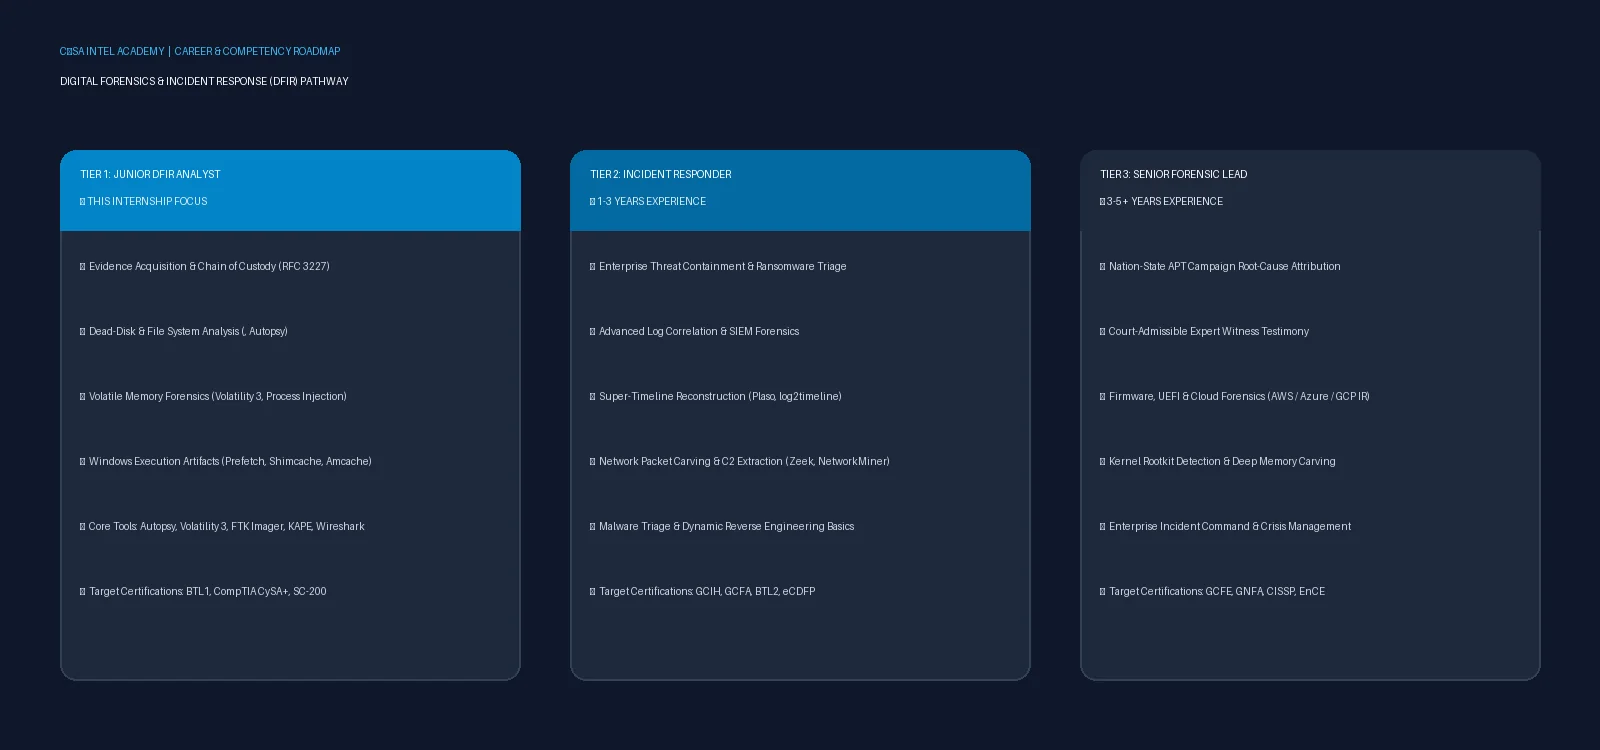 C▯SA INTEL ACADEMY | CAREER & COMPETENCY ROADMAP
DIGITAL FORENSICS & INCIDENT RESPONSE (DFIR) PATHWAY
TIER 1: JUNIOR DFIR ANALYST
▯ THIS INTERNSHIP FOCUS
▯ Evidence Acquisition & Chain of Custody (RFC 3227)
▯ Dead-Disk & File System Analysis (, Autopsy)
▯ Volatile Memory Forensics (Volatility 3, Process Injection)
▯ Windows Execution Artifacts (Prefetch, Shimcache, Amcache)
▯ Core Tools: Autopsy, Volatility 3, FTK Imager, KAPE, Wireshark
▯ Target Certifications: BTL1, CompTIA CySA+, SC-200
TIER 2: INCIDENT RESPONDER
▯ 1-3 YEARS EXPERIENCE
▯ Enterprise Threat Containment & Ransomware Triage
▯ Advanced Log Correlation & SIEM Forensics
▯ Super-Timeline Reconstruction (Plaso, log2timeline)
▯ Network Packet Carving & C2 Extraction (Zeek, NetworkMiner)
▯ Malware Triage & Dynamic Reverse Engineering Basics
▯ Target Certifications: GCIH, GCFA, BTL2, eCDFP
TIER 3: SENIOR FORENSIC LEAD
▯ 3-5+ YEARS EXPERIENCE
▯ Nation-State APT Campaign Root-Cause Attribution
▯ Court-Admissible Expert Witness Testimony
▯ Firmware, UEFI & Cloud Forensics (AWS / Azure / GCP IR)
▯ Kernel Rootkit Detection & Deep Memory Carving
▯ Enterprise Incident Command & Crisis Management
▯ Target Certifications: GCFE, GNFA, CISSP, EnCE